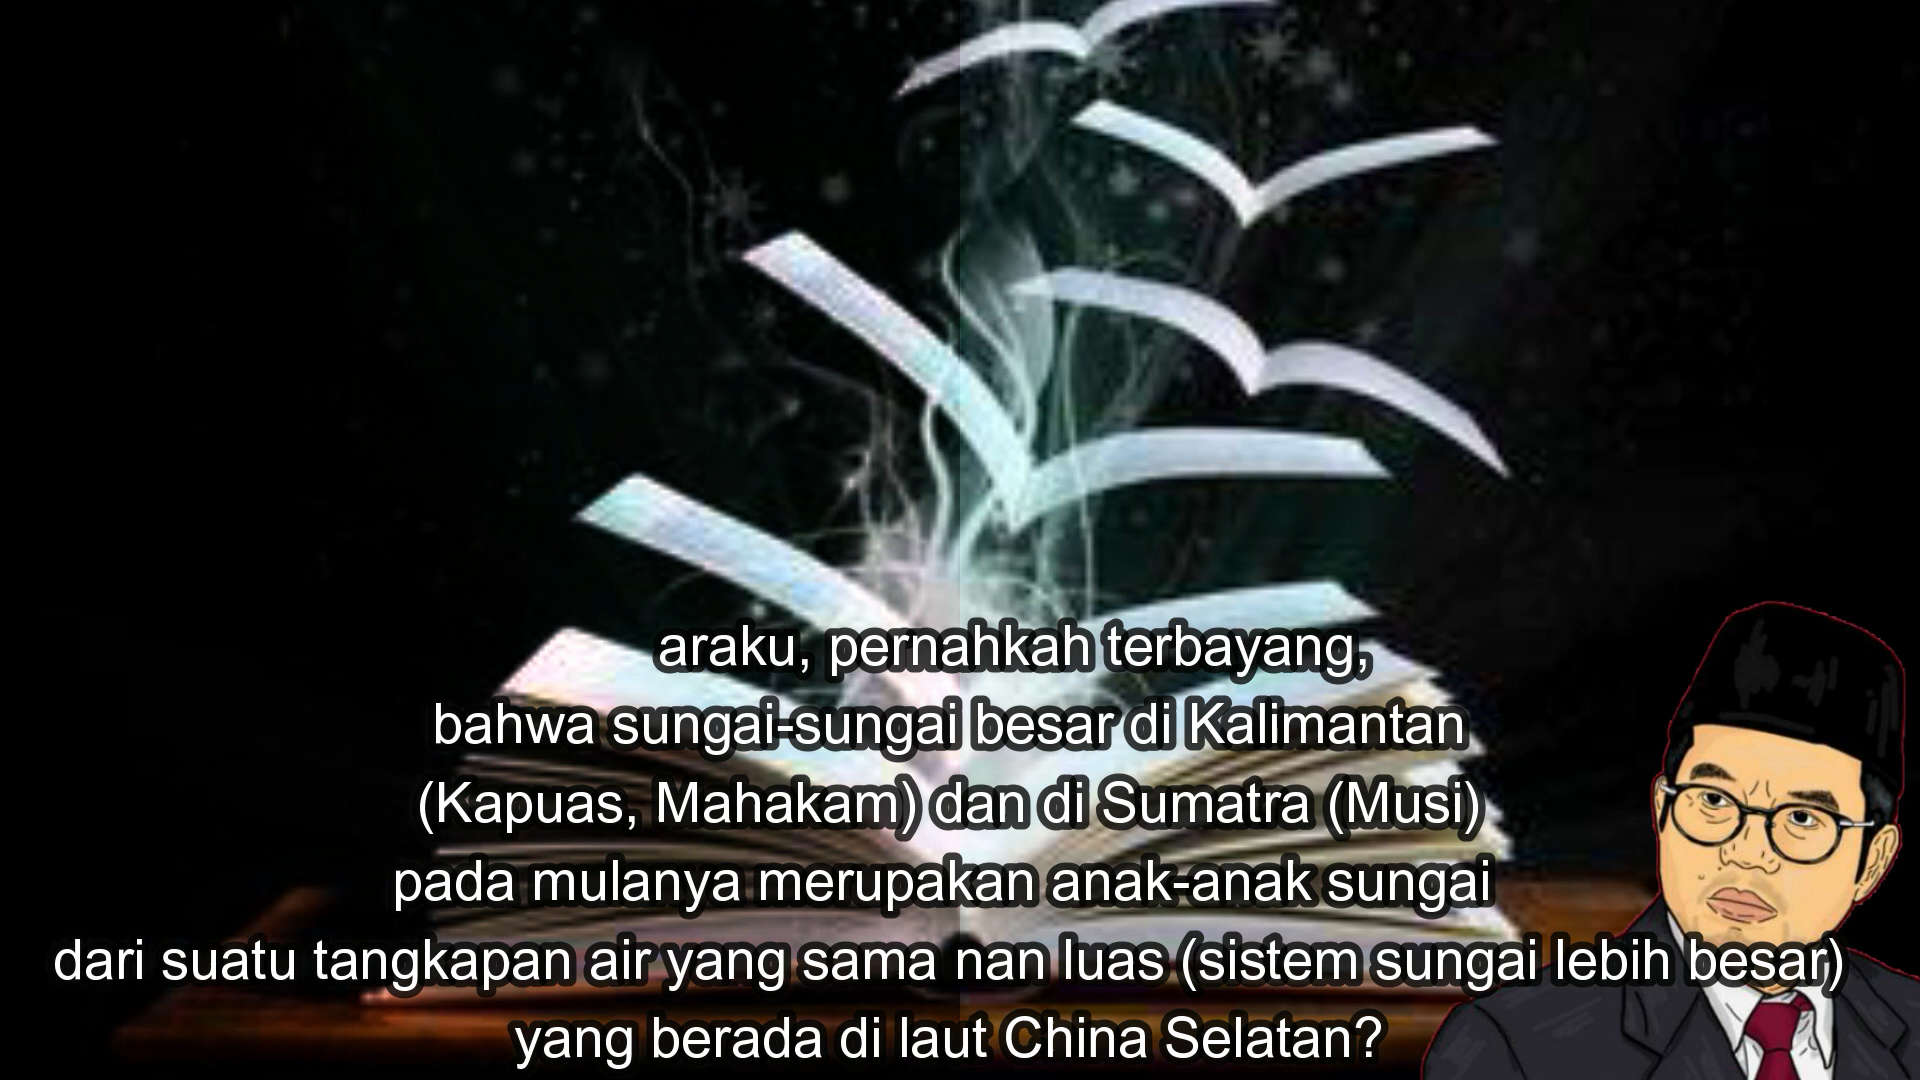 araku, pernahkah terbayang,
bahwa sungai-sungai besar di Kalimantan
(Kapuas, Mahakam) dan di Sumatra (Musi)
pada mulanya merupakan anak-anak sungai
dari suatu tangkapan air yang sama nan luas (sistem sungai lebih besar)
yang berada di laut China Selatan?